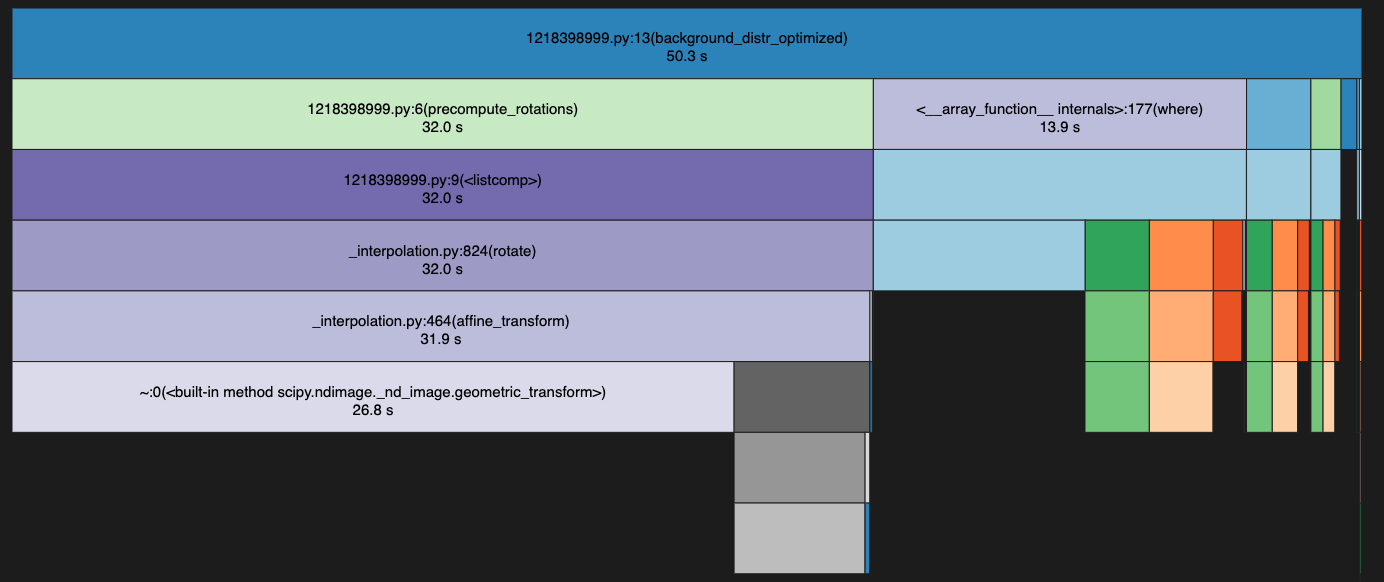 1218398999.py:13(background_distr_optimized)
50.3 s
1218398999.py:6(precompute_rotations)
32.0 s
<__array_function__ internals>:177(where)
13.9 s
1218398999.py:9(<listcomp>)
32.0 s
_interpolation.py:824(rotate)
32.0 s
_interpolation.py:464(affine_transform)
31.9 s
~:0(<built-in method scipy.ndimage._nd_image.geometric_transform>)
26.8 s